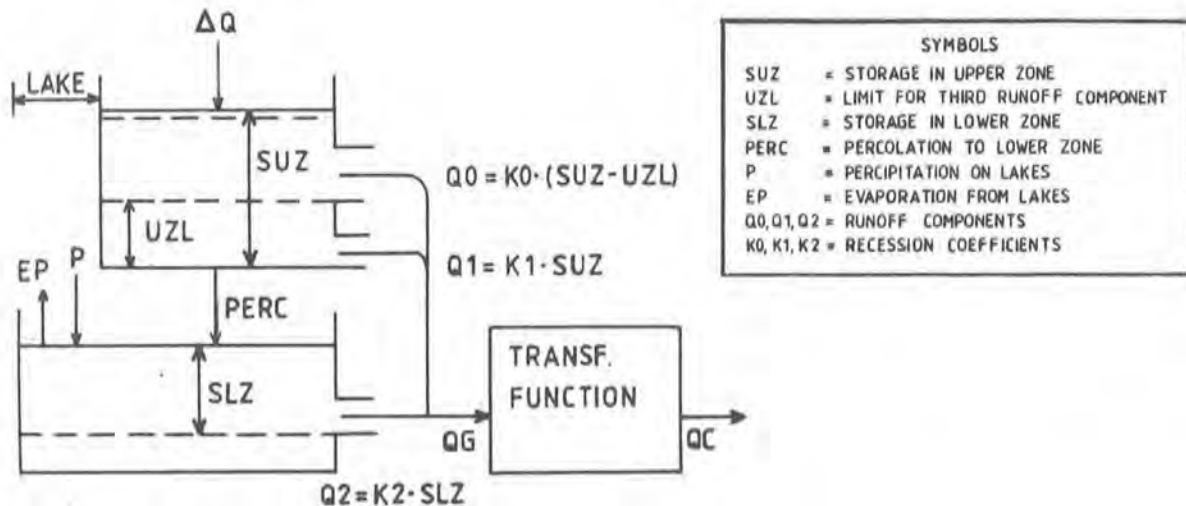 ΔQ
LAKE
SUZ
Q0 = K0·(SUZ-UZL)
UZL
Q1 = K1·SUZ
EP
P
PERC
SLZ
TRANSF.
FUNCTION
QG
QC
Q2 = K2·SLZ
SYMBOLS
SUZ = STORAGE IN UPPER ZONE
UZL = LIMIT FOR THIRD RUNOFF COMPONENT
SLZ = STORAGE IN LOWER ZONE
PERC = PERCOLATION TO LOWER ZONE
P = PERCIPITATION ON LAKES
EP = EVAPORATION FROM LAKES
Q0, Q1, Q2 = RUNOFF COMPONENTS
K0, K1, K2 = RECESSION COEFFICIENTS